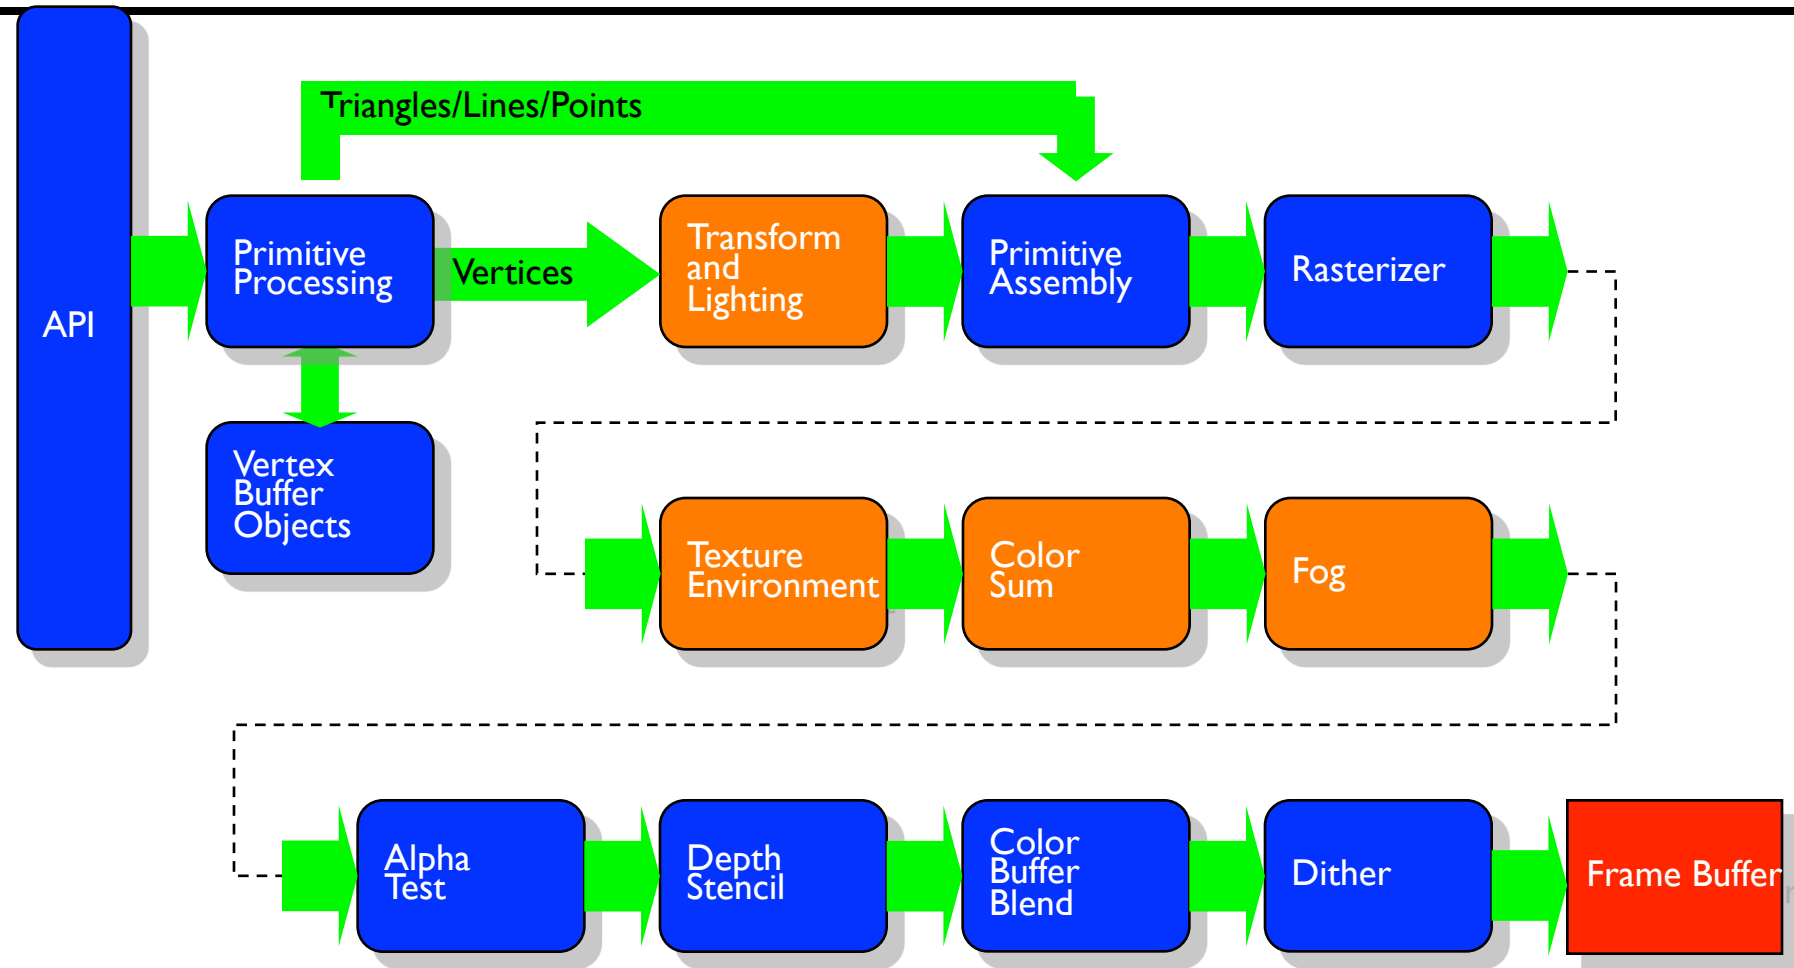 Triangles/Lines/Points
API
Primitive
Processing
Vertices
Transform
and
Lighting
Primitive
Assembly
Rasterizer
Vertex
Buffer
Objects
Texture
Environment
Color
Sum
Fog
Alpha
Test
Depth
Stencil
Color
Buffer
Blend
Dither
Frame Buffer